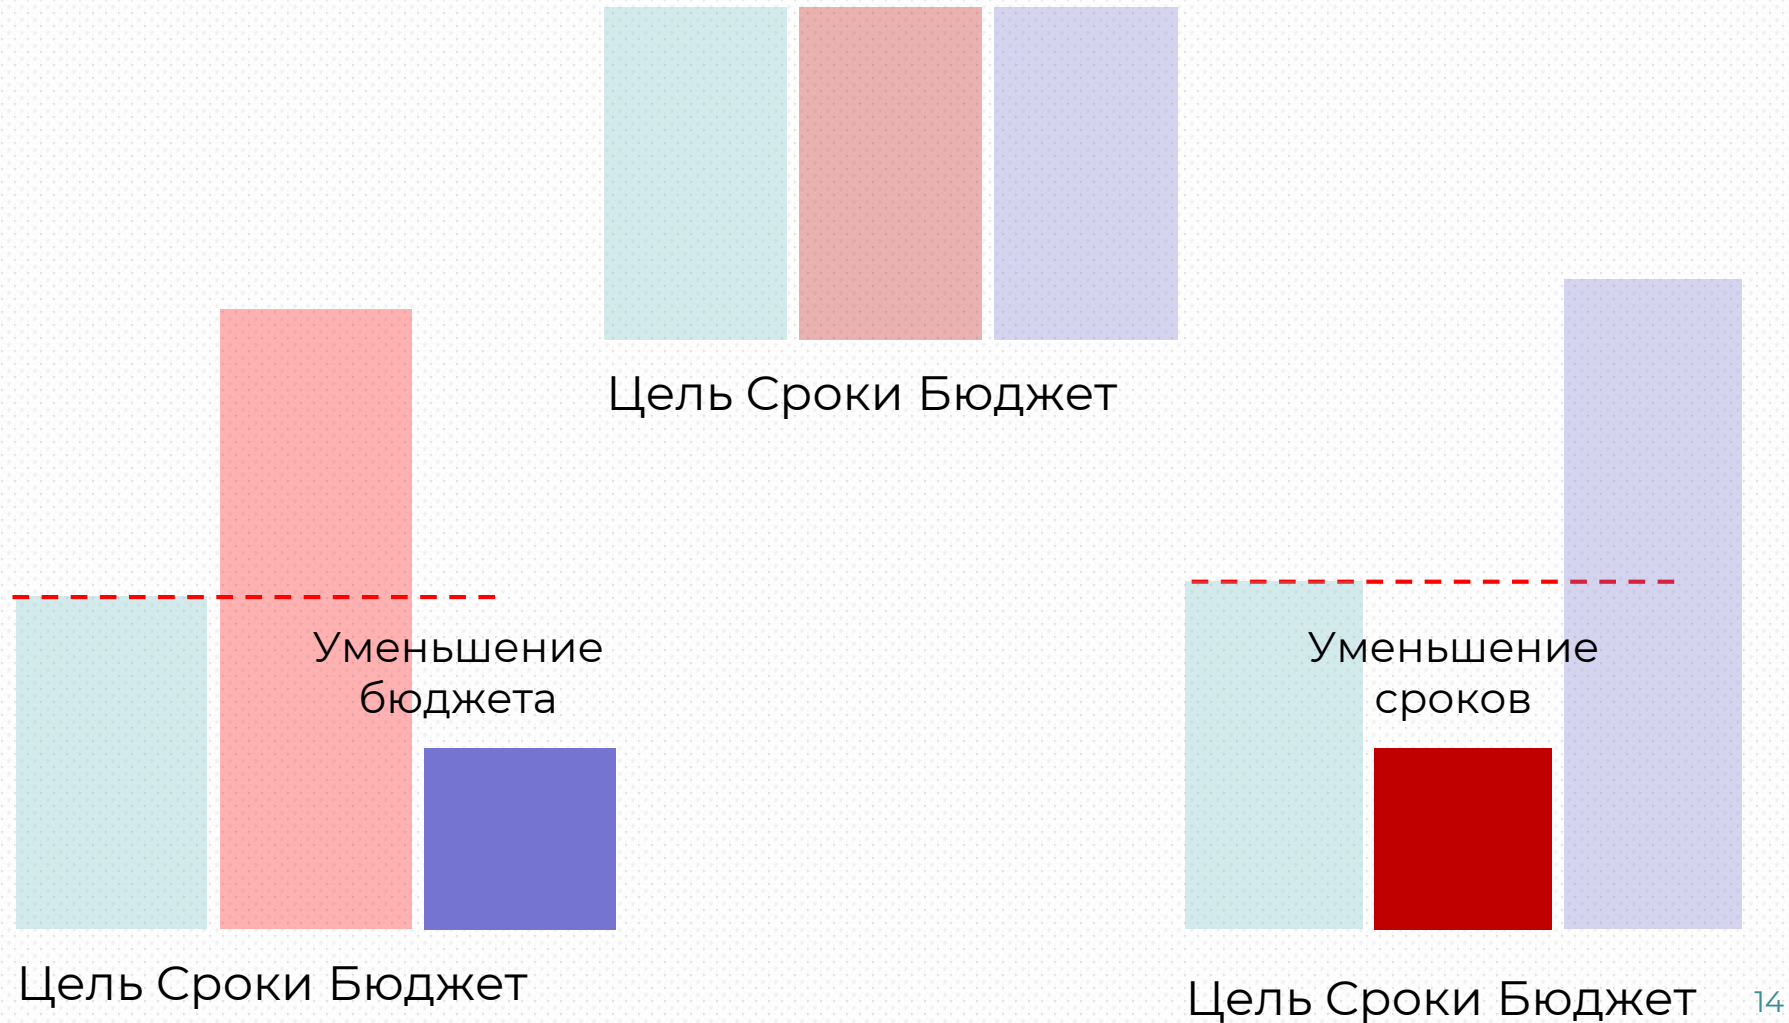 Цель Сроки Бюджет
Уменьшение
бюджета
Цель Сроки Бюджет
Уменьшение
сроков
Цель Сроки Бюджет
14